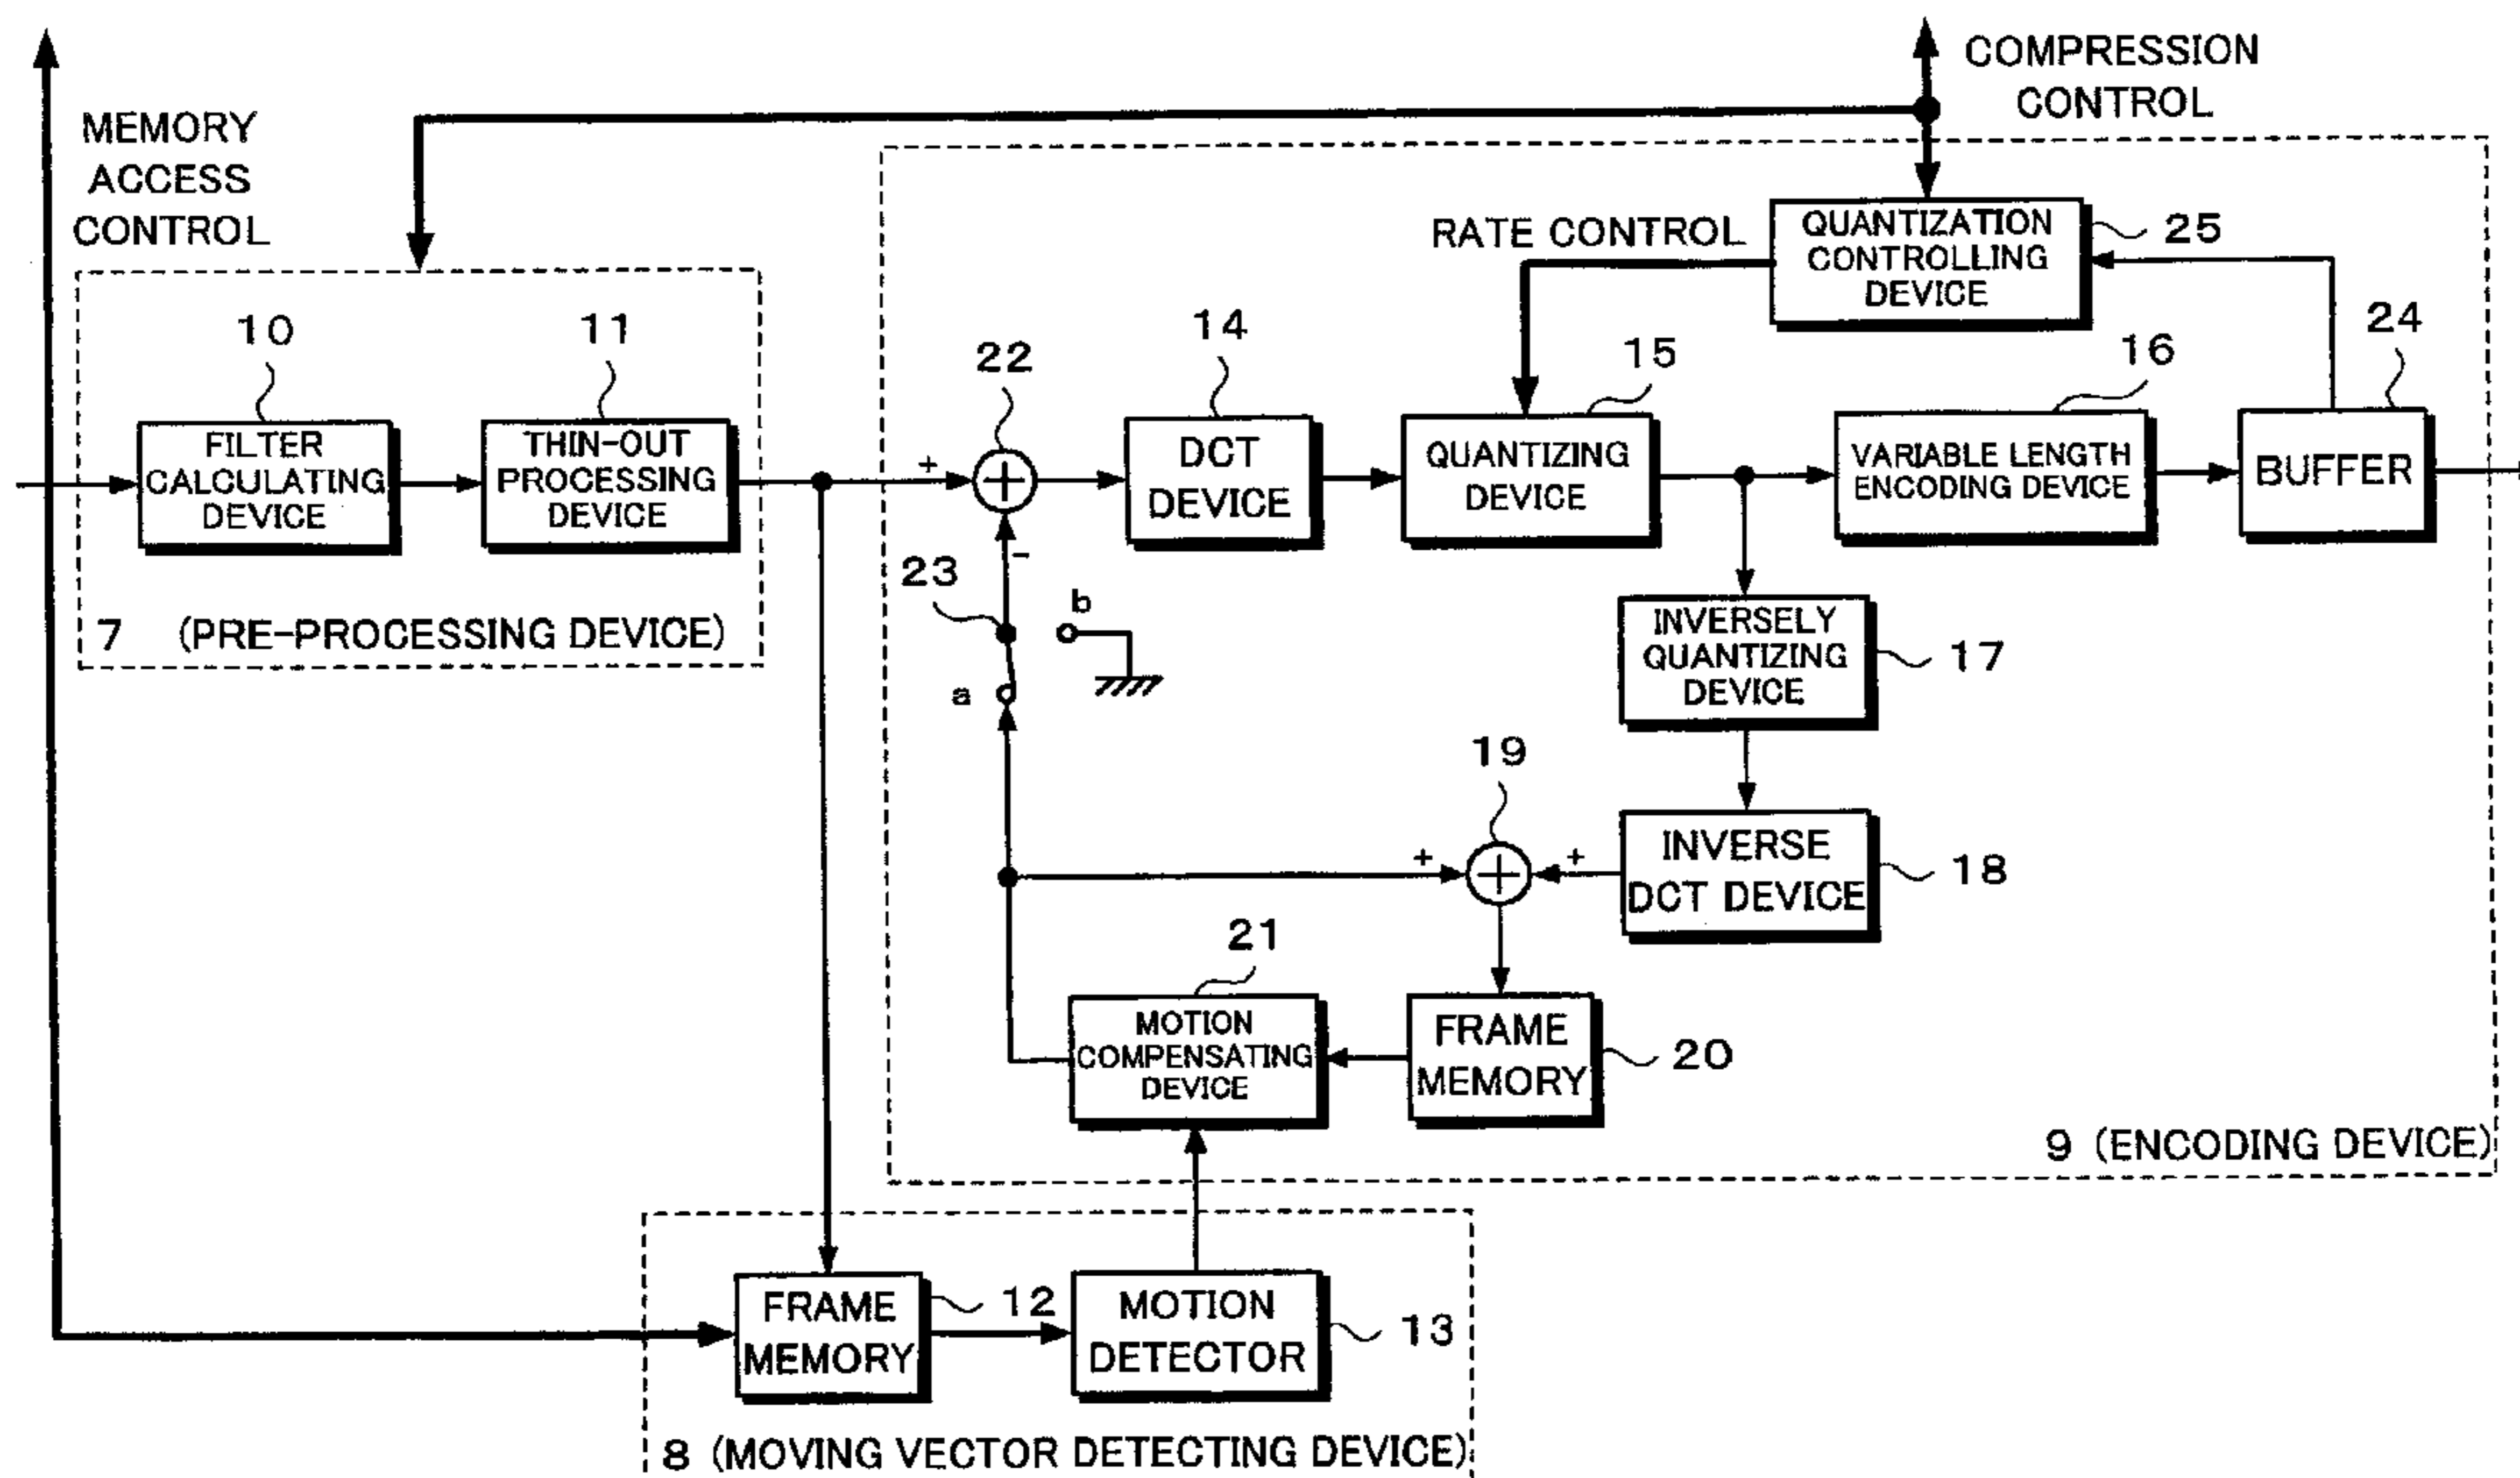 COMPRESSION
CONTROL
MEMORY
ACCESS
CONTROL
RATE CONTROL
QUANTIZATION
CONTROLLING
DEVICE
25
10
11
22
14
15
16
24
FILTER
CALCULATING
DEVICE
THIN-OUT
PROCESSING
DEVICE
+
DCT
DEVICE
QUANTIZING
DEVICE
VARIABLE LENGTH
ENCODING DEVICE
BUFFER
-
23
b
a
7 (PRE-PROCESSING DEVICE)
INVERSELY
QUANTIZING
DEVICE
17
19
+
+
INVERSE
DCT DEVICE
18
21
MOTION
COMPENSATING
DEVICE
FRAME
MEMORY
20
9 (ENCODING DEVICE)
FRAME
MEMORY
12
MOTION
DETECTOR
13
8 (MOVING VECTOR DETECTING DEVICE)